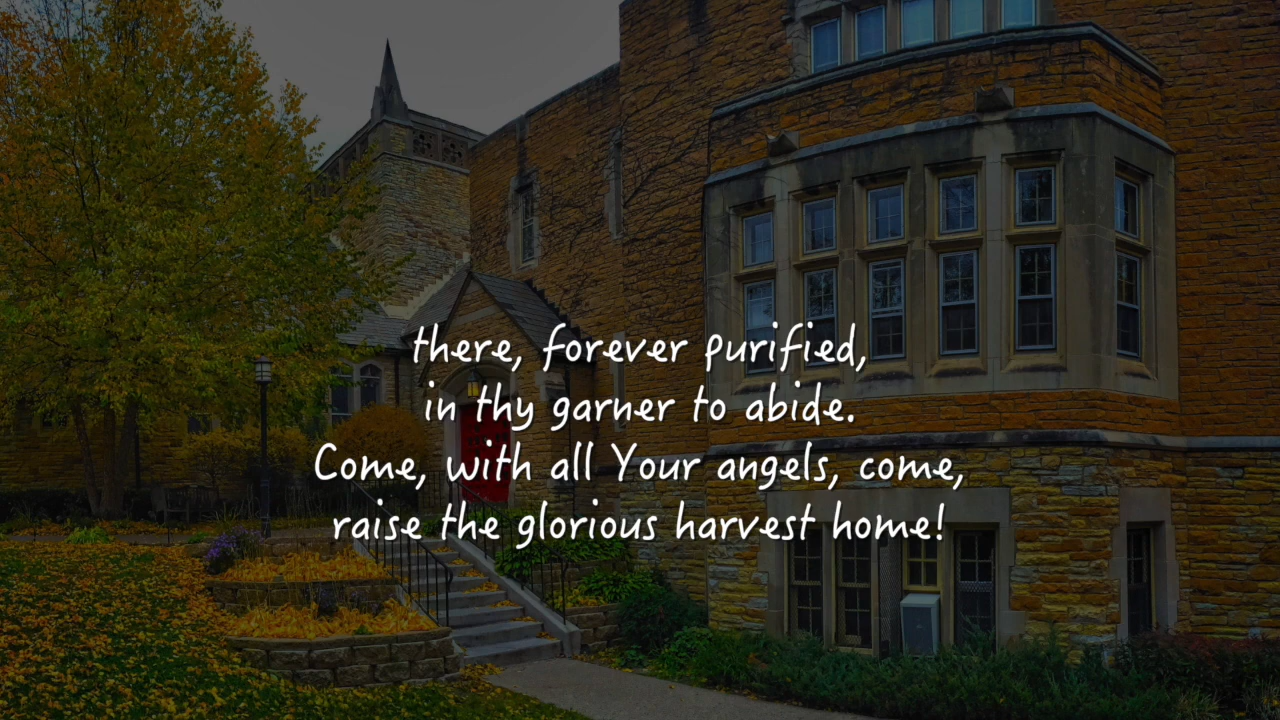 there, forever purified,
in thy garner to abide.
Come, with all Your angels, come,
raise the glorious harvest home!